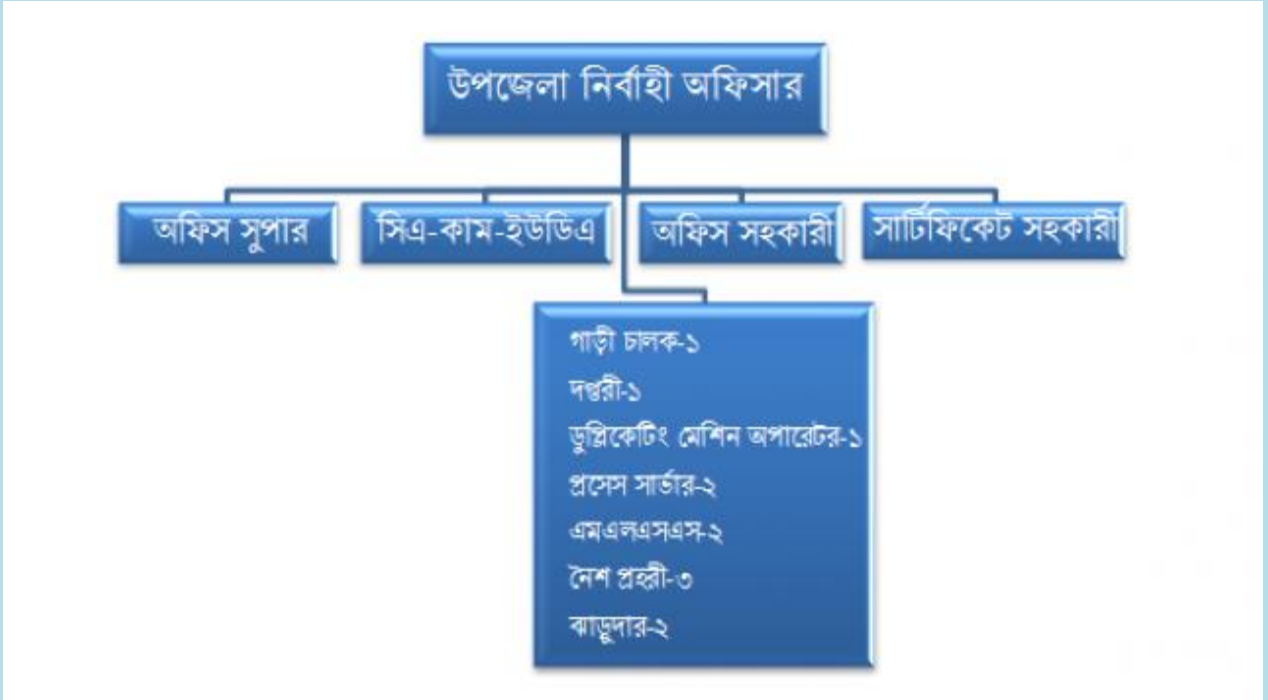 উপজেলা নির্বাহী অফিসার
অফিস সুপার
সিএ-কাম-ইউডিএ
অফিস সহকারী
সার্টিফিকেট সহকারী
গাড়ী চালক-১
দপ্তরী-১
ডুপ্লিকেটিং মেশিন অপারেটর-১
প্রসেস সার্ভার-২
এমএলএসএস-২
নৈশ প্রহরী-৩
ঝাড়ুদার-২